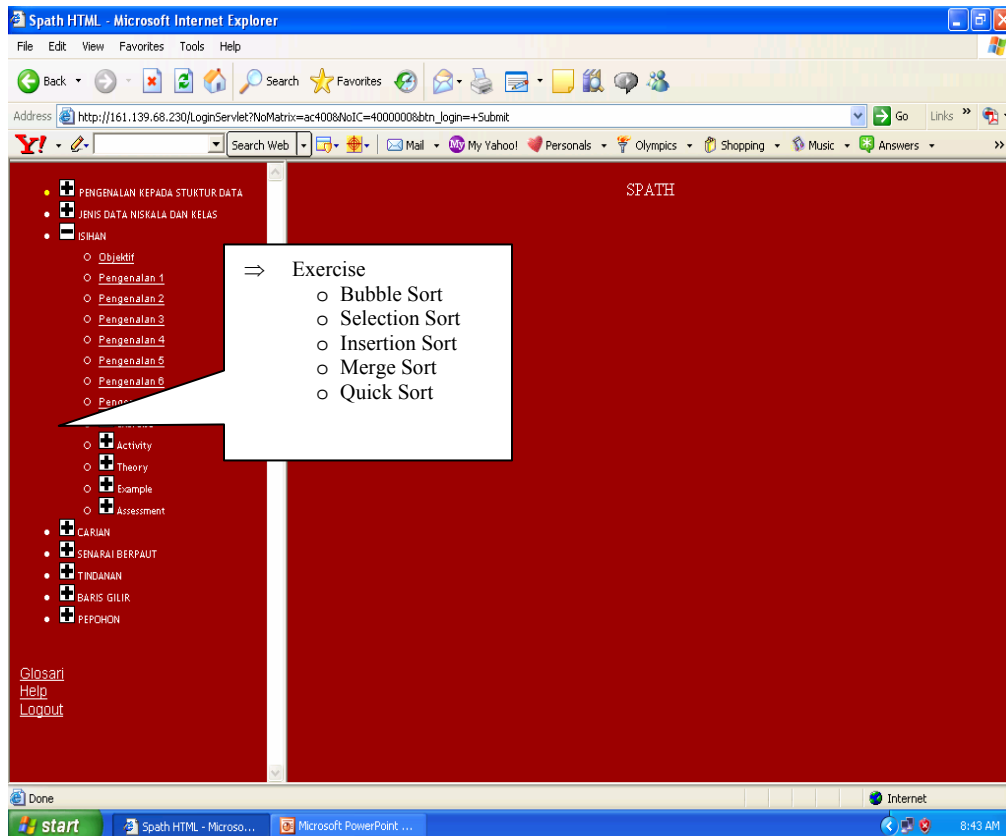 Spath HTML - Microsoft Internet Explorer
File Edit View Favorites Tools Help
Back Search Favorites
Address http://161.139.68.230/LoginServlet?NoMatrix=ac400&NoIC=4000000&btn_login=+Submit Go Links »
Y! Search Web Mail My Yahoo! Personals Olympics Shopping Music Answers »
PENGENALAN KEPADA STUKTUR DATA
JENIS DATA NISKALA DAN KELAS
ISIHAN
Objektif
Pengenalan 1
Pengenalan 2
Pengenalan 3
Pengenalan 4
Pengenalan 5
Pengenalan 6
Activity
Theory
Example
Assessment
CARIAN
SENARAI BERPAUT
TINDANAN
BARIS GILIR
PEPOHON
Glosari
Help
Logout
SPATH
⇒ Exercise
o Bubble Sort
o Selection Sort
o Insertion Sort
o Merge Sort
o Quick Sort
Done Internet
start Spath HTML - Microso... Microsoft PowerPoint ... 8:43 AM